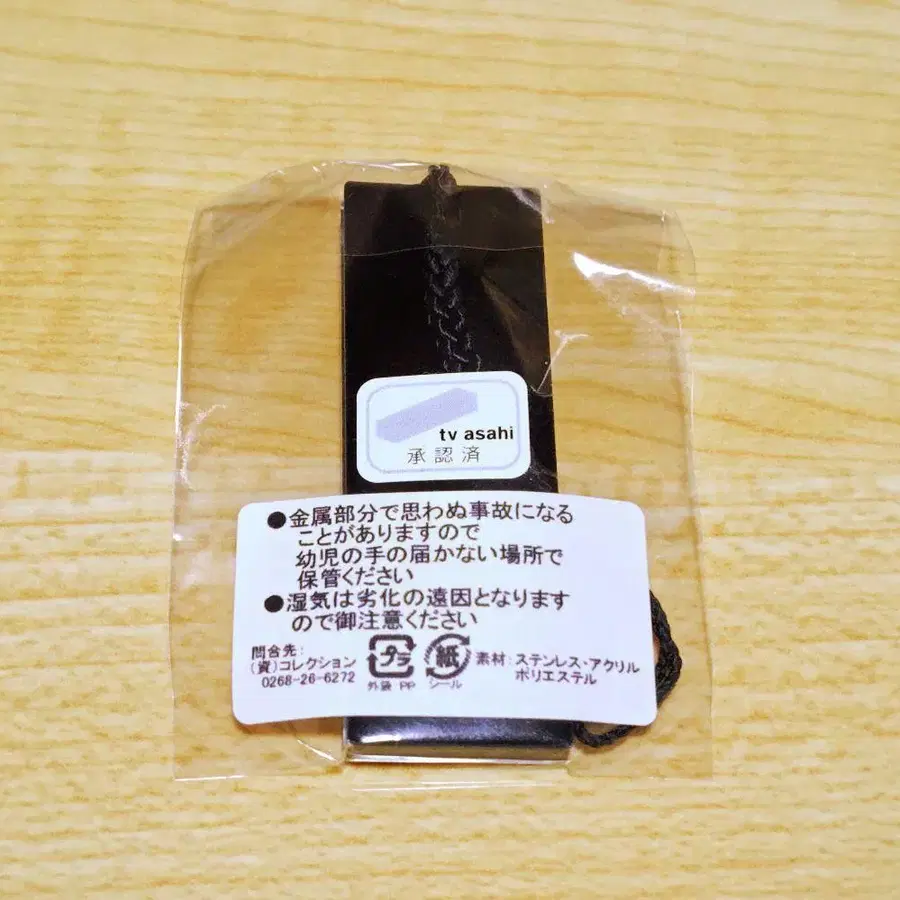 tv asahi
承認済
●金属部分で思わぬ事故になる
ことがありますので
幼児の手の届かない場所で
保管ください
●湿気は劣化の遠因となります
ので御注意ください
問合先:
(資)コレクション
0268-26-6272
プラ
外袋 PP
紙
シール
素材:ステンレス・アクリル
ポリエステル